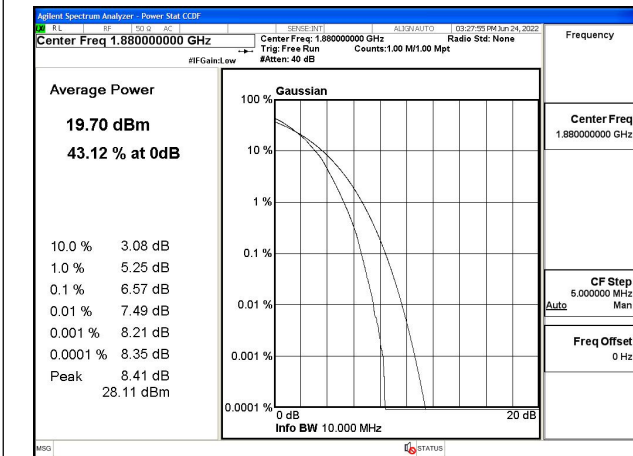 Agilent Spectrum Analyzer - Power Stat CCDF
RL RF 50 Ω AC SENSE:INT ALIGNAUTO 03:27:55 PM Jun 24, 2022
Center Freq 1.880000000 GHz
Center Freq: 1.880000000 GHz Radio Std: None
Trig: Free Run Counts:1.00 M/1.00 Mpt
#IFGain:Low #Atten: 40 dB
Frequency
Average Power
19.70 dBm
43.12 % at 0dB
10.0 % 3.08 dB
1.0 % 5.25 dB
0.1 % 6.57 dB
0.01 % 7.49 dB
0.001 % 8.21 dB
0.0001 % 8.35 dB
Peak 8.41 dB
28.11 dBm
Gaussian
100 %
10 %
1 %
0.1 %
0.01 %
0.001 %
0.0001 %
0 dB 20 dB
Info BW 10.000 MHz
Center Freq
1.880000000 GHz
CF Step
5.000000 MHz
Auto Man
Freq Offset
0 Hz
MSG STATUS